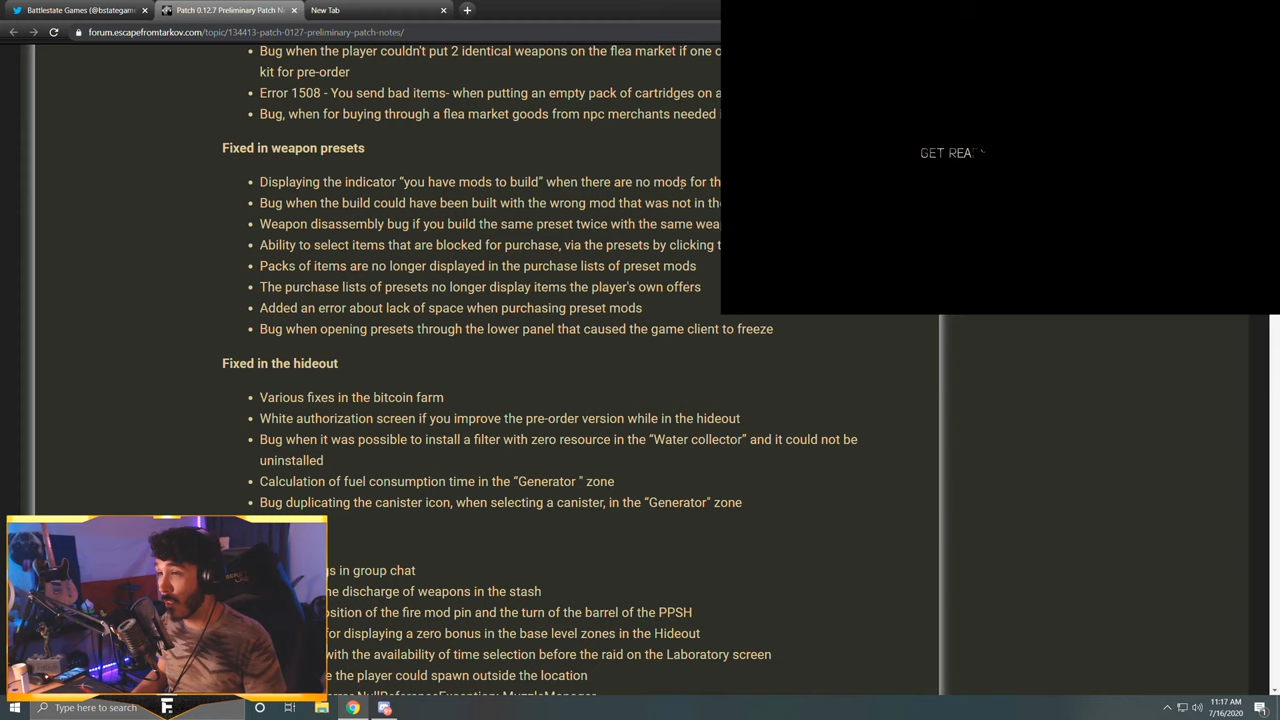 Battlestate Games (@bstategame
Patch 0.12.7 Preliminary Patch N
New Tab
forum.escapefromtarkov.com/topic/134413-patch-0127-preliminary-patch-notes/
Bug when the player couldn't put 2 identical weapons on the flea market if one
kit for pre-order
Error 1508 - You send bad items- when putting an empty pack of cartridges on a
Bug, when for buying through a flea market goods from npc merchants needed
GET REA
Fixed in weapon presets
Displaying the indicator “you have mods to build” when there are no mods for th
Bug when the build could have been built with the wrong mod that was not in the
Weapon disassembly bug if you build the same preset twice with the same wea
Ability to select items that are blocked for purchase, via the presets by clicking t
Packs of items are no longer displayed in the purchase lists of preset mods
The purchase lists of presets no longer display items the player's own offers
Added an error about lack of space when purchasing preset mods
Bug when opening presets through the lower panel that caused the game client to freeze
Fixed in the hideout
Various fixes in the bitcoin farm
White authorization screen if you improve the pre-order version while in the hideout
Bug when it was possible to install a filter with zero resource in the “Water collector” and it could not be
uninstalled
Calculation of fuel consumption time in the “Generator " zone
Bug duplicating the canister icon, when selecting a canister, in the “Generator" zone
gs in group chat
he discharge of weapons in the stash
osition of the fire mod pin and the turn of the barrel of the PPSH
for displaying a zero bonus in the base level zones in the Hideout
with the availability of time selection before the raid on the Laboratory screen
e the player could spawn outside the location
NullReferenceException: MuzzleManager
Type here to search
11:17 AM
7/16/2020